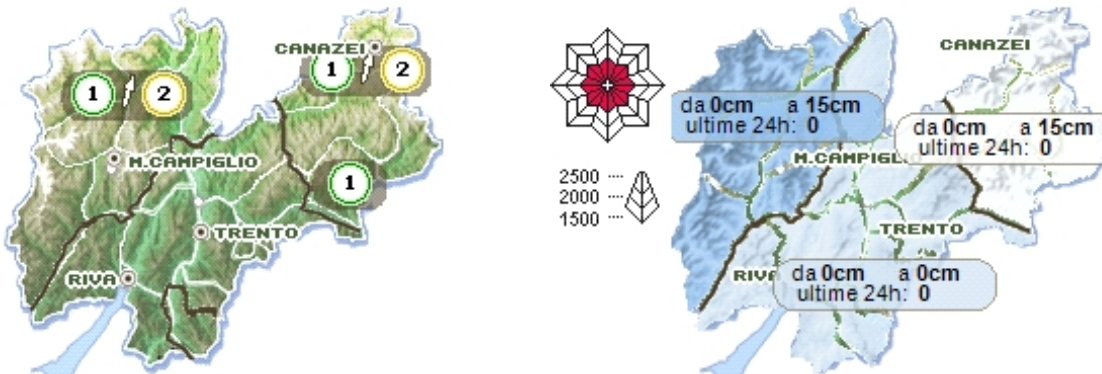 CANAZEI
1 / 2
1 / 2
M.CAMPIGLIO
1
TRENTO
RIVA
CANAZEI
da 0cm a 15cm
ultime 24h: 0
da 0cm a 15cm
ultime 24h: 0
M.CAMPIGLIO
2500
2000
1500
TRENTO
RIVA
da 0cm a 0cm
ultime 24h: 0